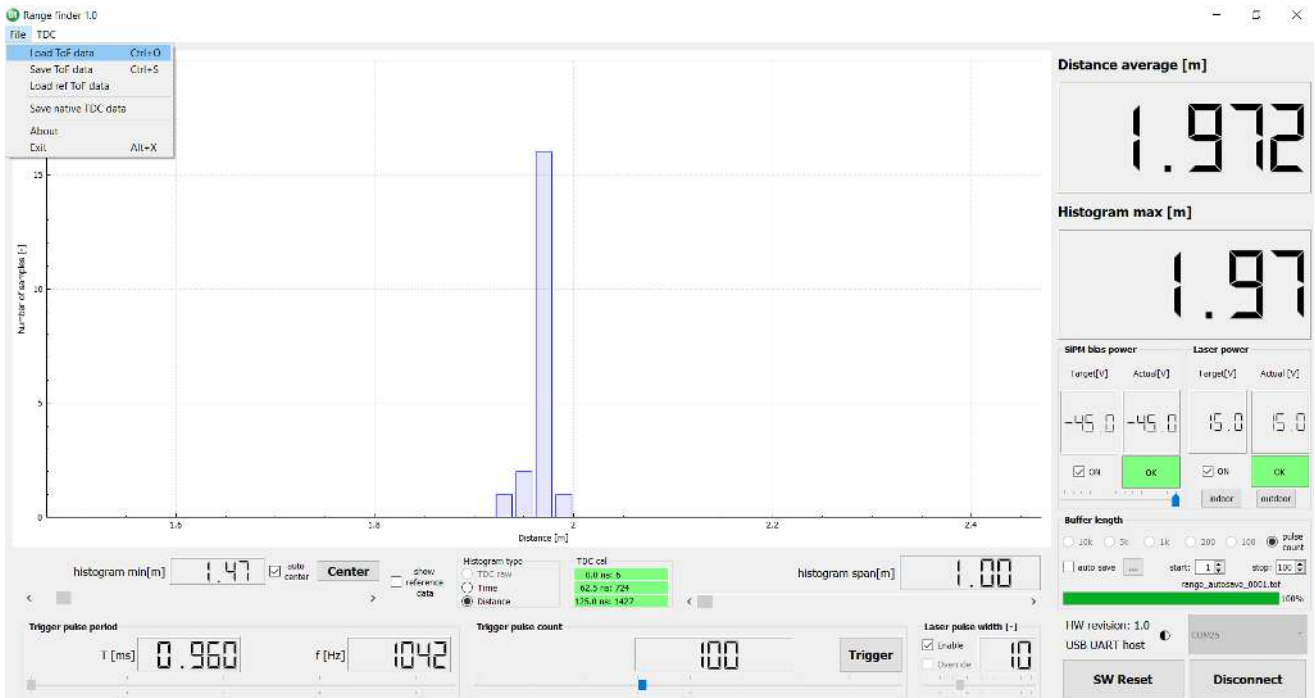 Range finder 1.0
File TDC
Load ToF data Ctrl+O
Save ToF data Ctrl+S
Load ref ToF data
Save native TDC data
About
Exit Alt+X
15
10
5
0
Number of samples [-]
1.6 1.8 2 2.2 2.4
Distance [m]
Distance average [m]
1.972
Histogram max [m]
1.97
SiPM bias power Laser power
Target[V] Actual[V] Target[V] Actual [V]
-45.0 -45.0 15.0 15.0
ON OK ON OK
indoor outdoor
Buffer length
10k 5k 1k 200 100 pulse count
auto save ... start: 1 stop: 100
range_autosave_0001.tof
100%
HW revision: 1.0
USB UART host
COM25
SW Reset Disconnect
histogram min[m] 1.47 auto center Center
show reference data
Histogram type
TDC raw
Time
Distance
TDC cal
0.0 ns: 6
62.5 ns: 724
125.0 ns: 1427
histogram span[m] 1.00
Trigger pulse period
T [ms] 0.960 f [Hz] 1042
Trigger pulse count
100 Trigger
Laser pulse width [-]
Enable
Override
10